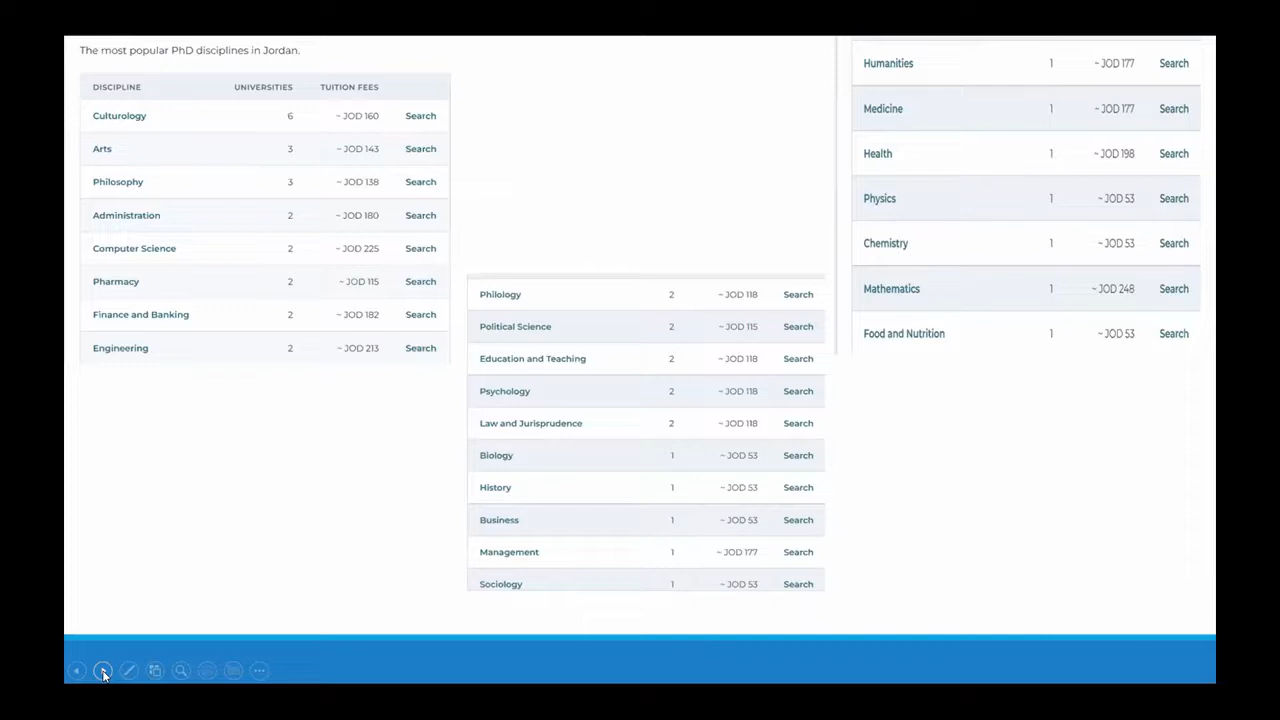 The most popular PhD disciplines in Jordan.
DISCIPLINE UNIVERSITIES TUITION FEES
Culturology 6 ~ JOD 160 Search
Arts 3 ~ JOD 143 Search
Philosophy 3 ~ JOD 138 Search
Administration 2 ~ JOD 180 Search
Computer Science 2 ~ JOD 225 Search
Pharmacy 2 ~ JOD 115 Search
Finance and Banking 2 ~ JOD 182 Search
Engineering 2 ~ JOD 213 Search
Philology 2 ~ JOD 118 Search
Political Science 2 ~ JOD 115 Search
Education and Teaching 2 ~ JOD 118 Search
Psychology 2 ~ JOD 118 Search
Law and Jurisprudence 2 ~ JOD 118 Search
Biology 1 ~ JOD 53 Search
History 1 ~ JOD 53 Search
Business 1 ~ JOD 53 Search
Management 1 ~ JOD 177 Search
Sociology 1 ~ JOD 53 Search
Humanities 1 ~ JOD 177 Search
Medicine 1 ~ JOD 177 Search
Health 1 ~ JOD 198 Search
Physics 1 ~ JOD 53 Search
Chemistry 1 ~ JOD 53 Search
Mathematics 1 ~ JOD 248 Search
Food and Nutrition 1 ~ JOD 53 Search